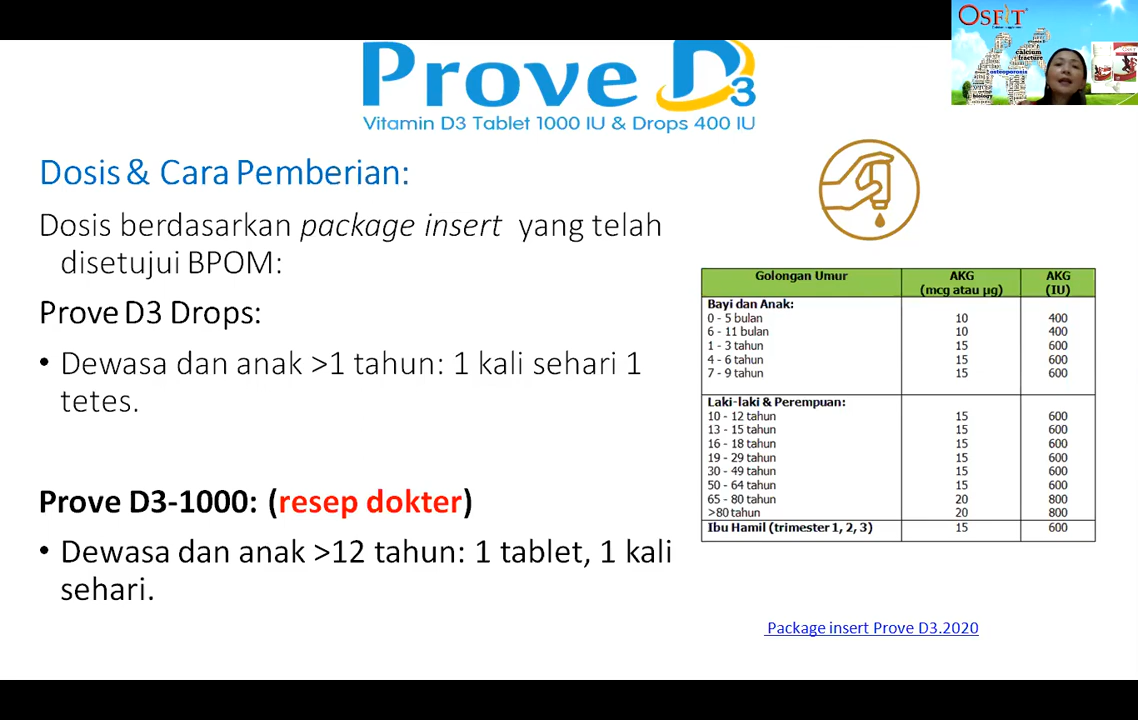 OSFIT
calcium
fracture
osteoporosis
biology
Prove D3
Vitamin D3 Tablet 1000 IU & Drops 400 IU
Dosis & Cara Pemberian:
Dosis berdasarkan package insert yang telah
disetujui BPOM:
Prove D3 Drops:
• Dewasa dan anak >1 tahun: 1 kali sehari 1
tetes.
Prove D3-1000: (resep dokter)
• Dewasa dan anak >12 tahun: 1 tablet, 1 kali
sehari.
Golongan Umur AKG AKG
(mcg atau µg) (IU)
Bayi dan Anak:
0 - 5 bulan 10 400
6 - 11 bulan 10 400
1 - 3 tahun 15 600
4 - 6 tahun 15 600
7 - 9 tahun 15 600
Laki-laki & Perempuan:
10 - 12 tahun 15 600
13 - 15 tahun 15 600
16 - 18 tahun 15 600
19 - 29 tahun 15 600
30 - 49 tahun 15 600
50 - 64 tahun 15 600
65 - 80 tahun 20 800
>80 tahun 20 800
Ibu Hamil (trimester 1, 2, 3) 15 600
Package insert Prove D3.2020